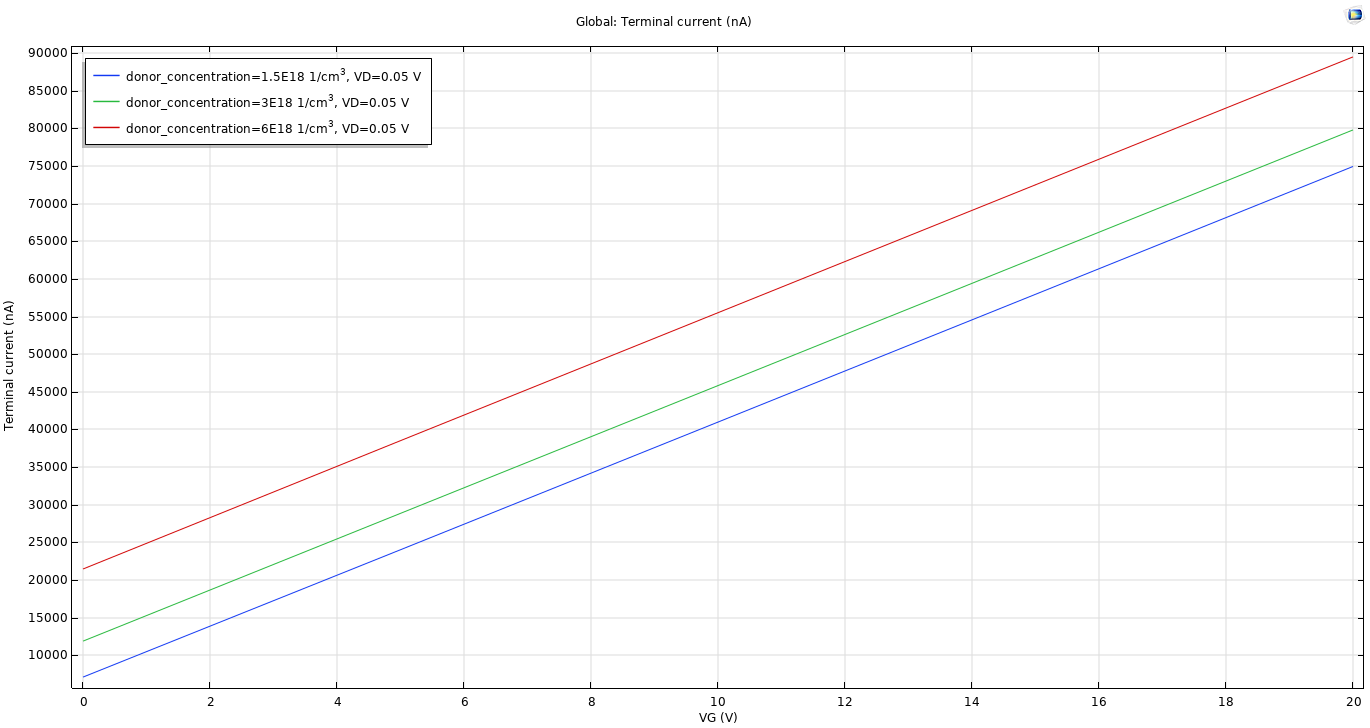 Global: Terminal current (nA)
donor_concentration=1.5E18 1/cm³, VD=0.05 V
donor_concentration=3E18 1/cm³, VD=0.05 V
donor_concentration=6E18 1/cm³, VD=0.05 V
90000
85000
80000
75000
70000
65000
60000
55000
50000
45000
40000
35000
30000
25000
20000
15000
10000
Terminal current (nA)
0 2 4 6 8 10 12 14 16 18 20
VG (V)